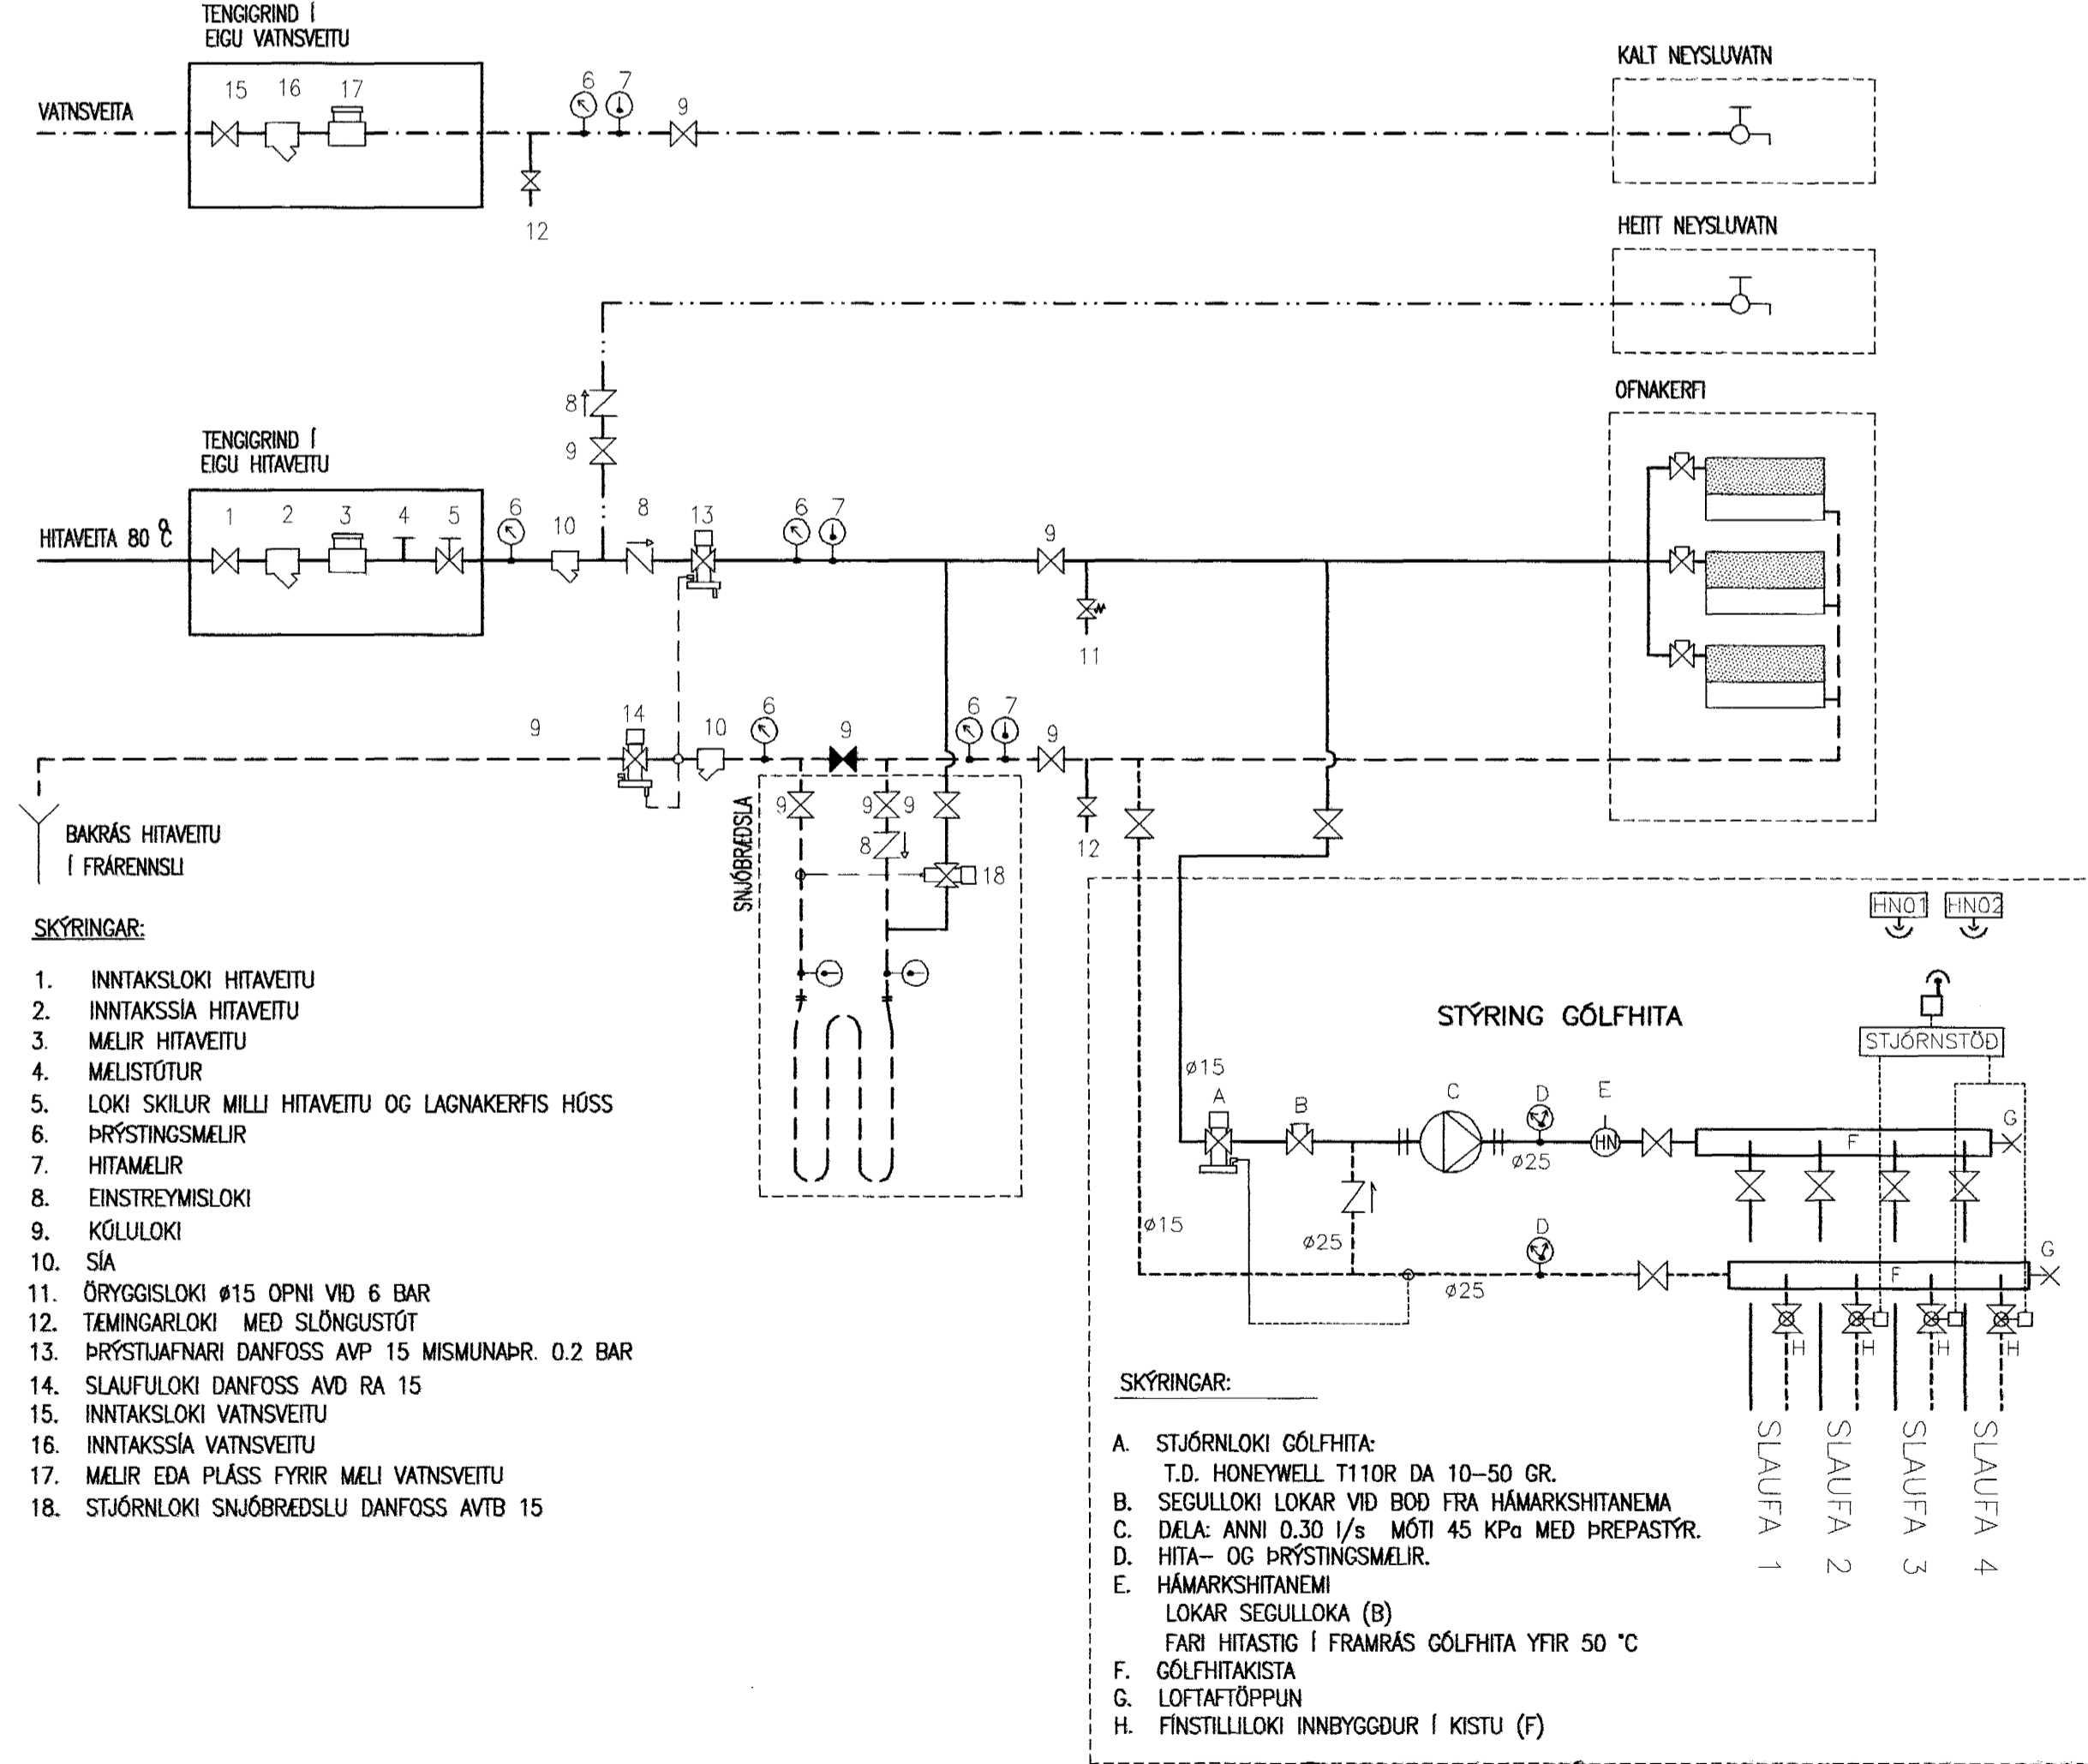 TENGIGRIND Í
EIGU VATNSVEITU
VATNSVEITA
15 16 17
6 7
9
12
KALT NEYSLUVATN
HEITT NEYSLUVATN
8
9
OFNAKERFI
TENGIGRIND Í
EIGU HITAVEITU
HITAVEITA 80 °C
1 2 3 4 5
6 10 8 13 6 7 9
11
9 14 10 6 9 6 7 9
9 9 9
12
8
18
SNJÓBRÆÐSLA
BAKRÁS HITAVEITU
Í FRÁRENNSLI
SKÝRINGAR:
1. INNTAKSLOKI HITAVEITU
2. INNTAKSSÍA HITAVEITU
3. MÆLIR HITAVEITU
4. MÆLISTÚTUR
5. LOKI SKILUR MILLI HITAVEITU OG LAGNAKERFIS HÚSS
6. ÞRÝSTINGSMÆLIR
7. HITAMÆLIR
8. EINSTREYMISLOKI
9. KÚLULOKI
10. SÍA
11. ÖRYGGISLOKI ø15 OPNI VIÐ 6 BAR
12. TÆMINGARLOKI MEÐ SLÖNGUSTÚT
13. ÞRÝSTIJAFNARI DANFOSS AVP 15 MISMUNAÞR. 0.2 BAR
14. SLAUFULOKI DANFOSS AVD RA 15
15. INNTAKSLOKI VATNSVEITU
16. INNTAKSSÍA VATNSVEITU
17. MÆLIR EÐA PLÁSS FYRIR MÆLI VATNSVEITU
18. STJÓRNLOKI SNJÓBRÆÐSLU DANFOSS AVTB 15
HN01 HN02
STÝRING GÓLFHITA
STJÓRNSTÖÐ
ø15
A B C D E
HN
F
G
ø25
ø15
ø25
D
ø25
F
G
H H H H
SLAUFA 1
SLAUFA 2
SLAUFA 3
SLAUFA 4
SKÝRINGAR:
A. STJÓRNLOKI GÓLFHITA:
T.D. HONEYWELL T110R DA 10–50 GR.
B. SEGULLOKI LOKAR VIÐ BOÐ FRA HÁMARKSHITANEMA
C. DÆLA: ANNI 0.30 l/s MÓTI 45 KPa MEÐ ÞREPASTÝR.
D. HITA– OG ÞRÝSTINGSMÆLIR.
E. HÁMARKSHITANEMI
LOKAR SEGULLOKA (B)
FARI HITASTIG Í FRAMRÁS GÓLFHITA YFIR 50 °C
F. GÓLFHITAKISTA
G. LOFTAFTÖPPUN
H. FÍNSTILLILOKI INNBYGGÐUR Í KISTU (F)